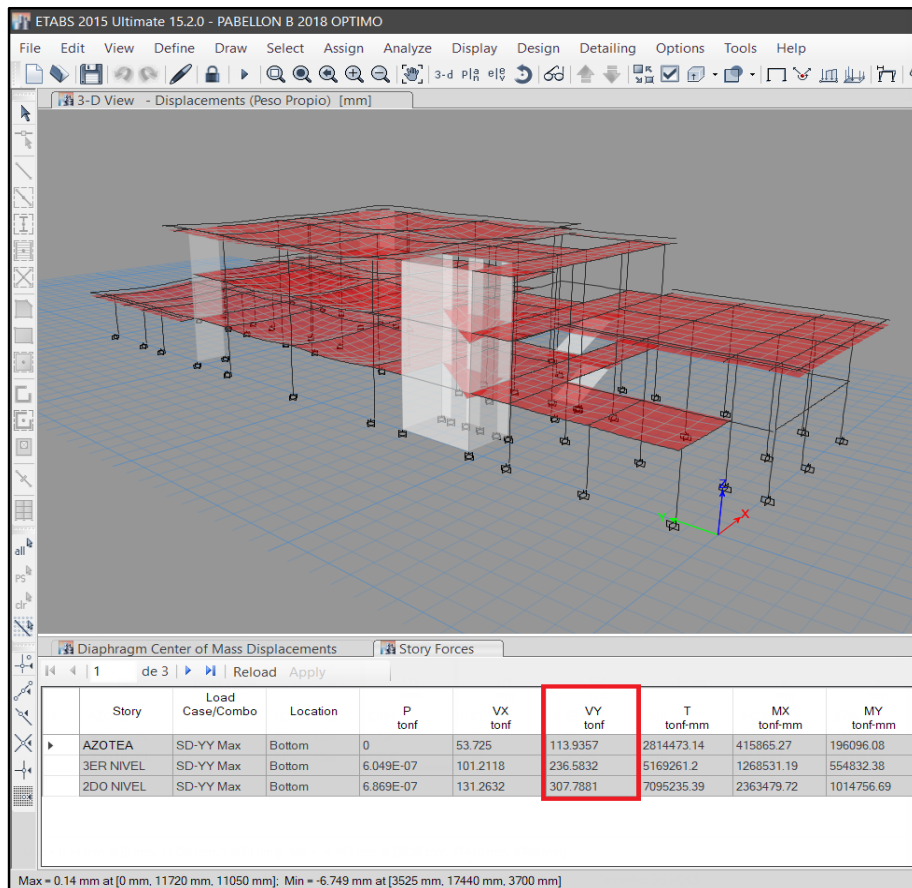 ETABS 2015 Ultimate 15.2.0 - PABELLON B 2018 OPTIMO
File Edit View Define Draw Select Assign Analyze Display Design Detailing Options Tools Help
3-d
3-D View - Displacements (Peso Propio) [mm]
Z
Y
X
all
PS
clr
Diaphragm Center of Mass Displacements Story Forces
1 de 3 Reload Apply
Story Load Case/Combo Location P tonf VX tonf VY tonf T tonf-mm MX tonf-mm MY tonf-mm
AZOTEA SD-YY Max Bottom 0 53.725 113.9357 2814473.14 415865.27 196096.08
3ER NIVEL SD-YY Max Bottom 6.049E-07 101.2118 236.5832 5169261.2 1268531.19 554832.38
2DO NIVEL SD-YY Max Bottom 6.869E-07 131.2632 307.7881 7095235.39 2363479.72 1014756.69
Max = 0.14 mm at [0 mm, 11720 mm, 11050 mm]; Min = -6.749 mm at [3525 mm, 17440 mm, 3700 mm]